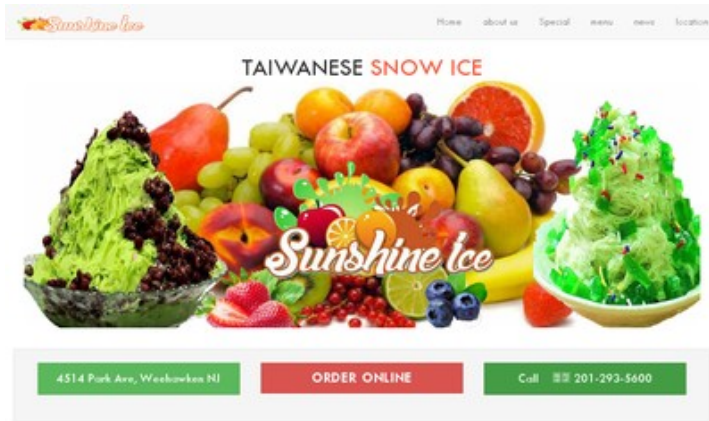 Sunshine Ice
Home about us Special menu news location
TAIWANESE SNOW ICE
Sunshine Ice
4514 Park Ave, Weehawken NJ
ORDER ONLINE
Call 201-293-5600